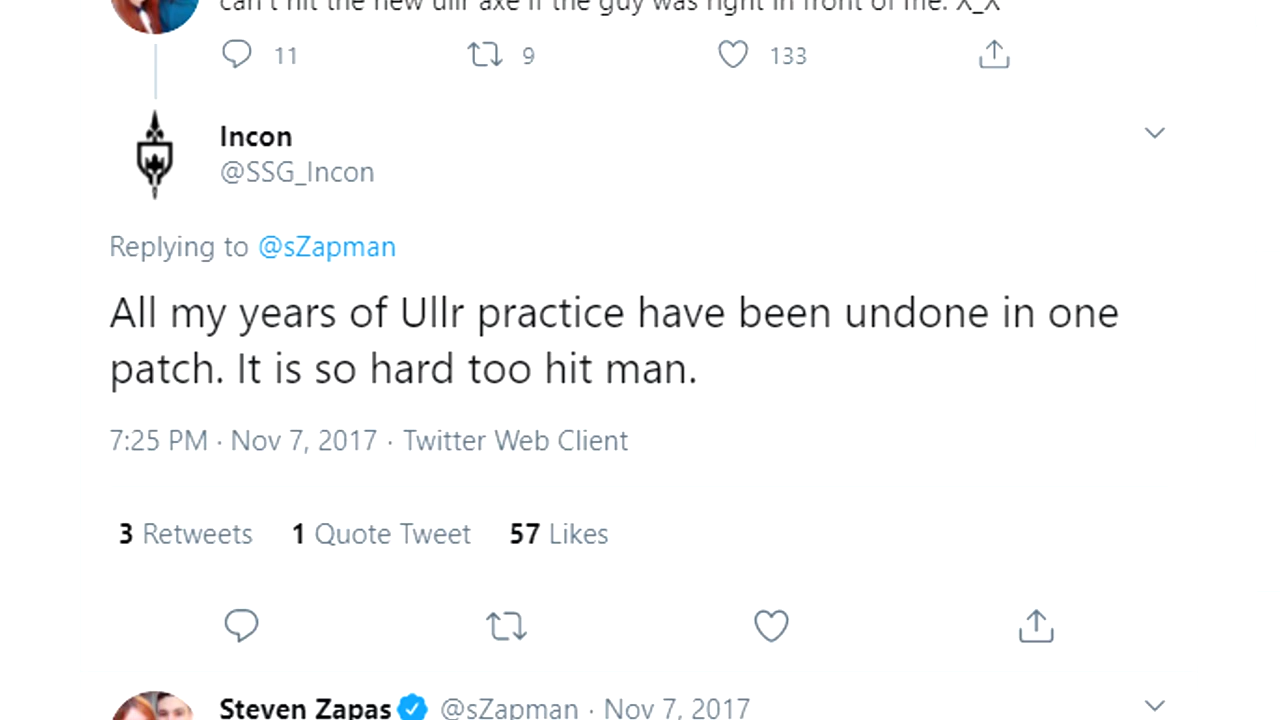 can't hit the new ullr axe if the guy was right in front of me. X_X
11 9 133
Incon
@SSG_Incon
Replying to @sZapman
All my years of Ullr practice have been undone in one
patch. It is so hard too hit man.
7:25 PM · Nov 7, 2017 · Twitter Web Client
3 Retweets 1 Quote Tweet 57 Likes
Steven Zapas @sZapman · Nov 7, 2017